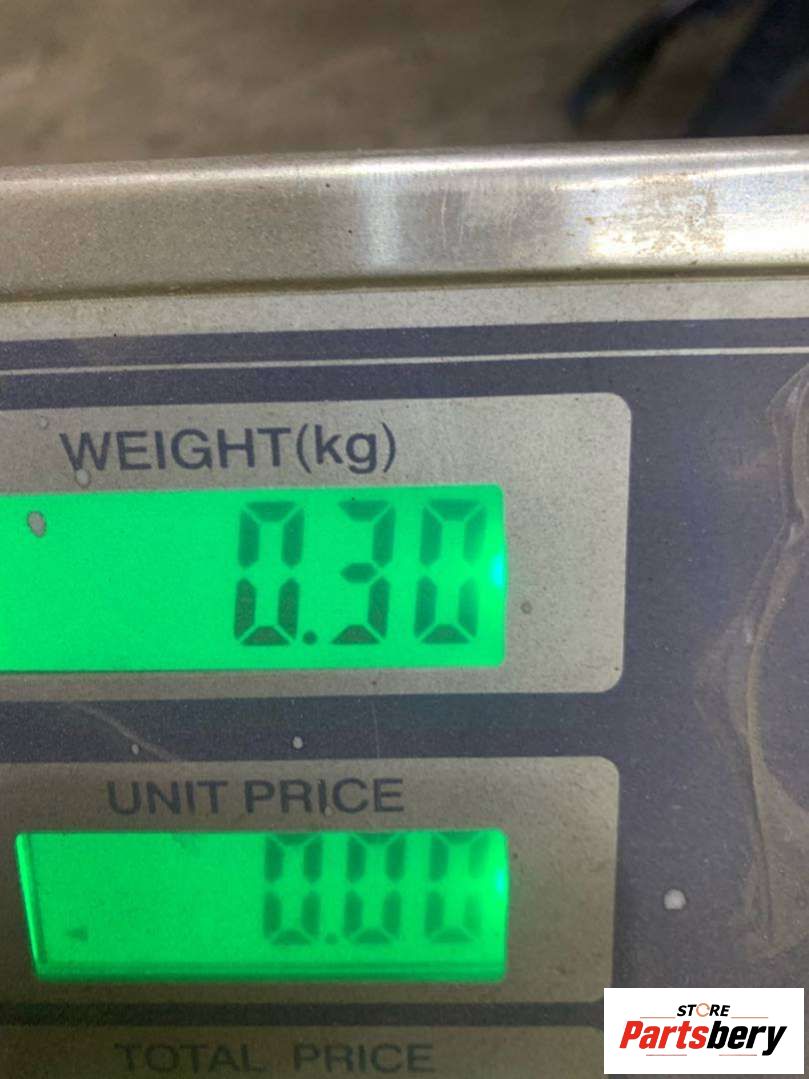 WEIGHT(kg)
0.30
UNIT PRICE
0.00
TOTAL PRICE
STORE
Partsbery